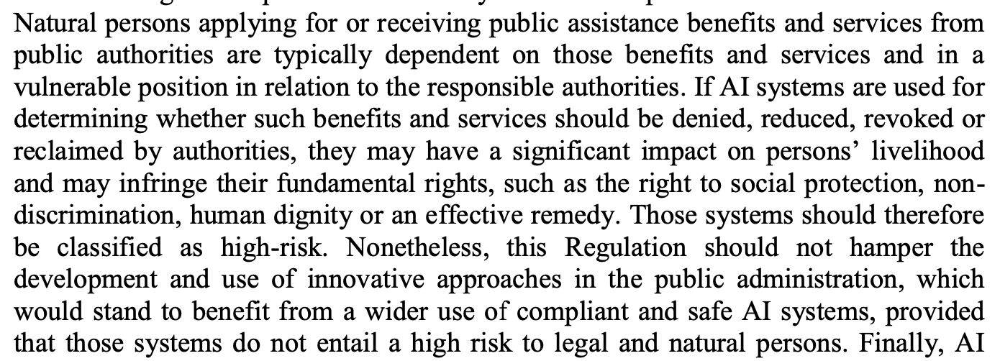 Natural persons applying for or receiving public assistance benefits and services from
public authorities are typically dependent on those benefits and services and in a
vulnerable position in relation to the responsible authorities. If AI systems are used for
determining whether such benefits and services should be denied, reduced, revoked or
reclaimed by authorities, they may have a significant impact on persons’ livelihood
and may infringe their fundamental rights, such as the right to social protection, non-
discrimination, human dignity or an effective remedy. Those systems should therefore
be classified as high-risk. Nonetheless, this Regulation should not hamper the
development and use of innovative approaches in the public administration, which
would stand to benefit from a wider use of compliant and safe AI systems, provided
that those systems do not entail a high risk to legal and natural persons. Finally, AI